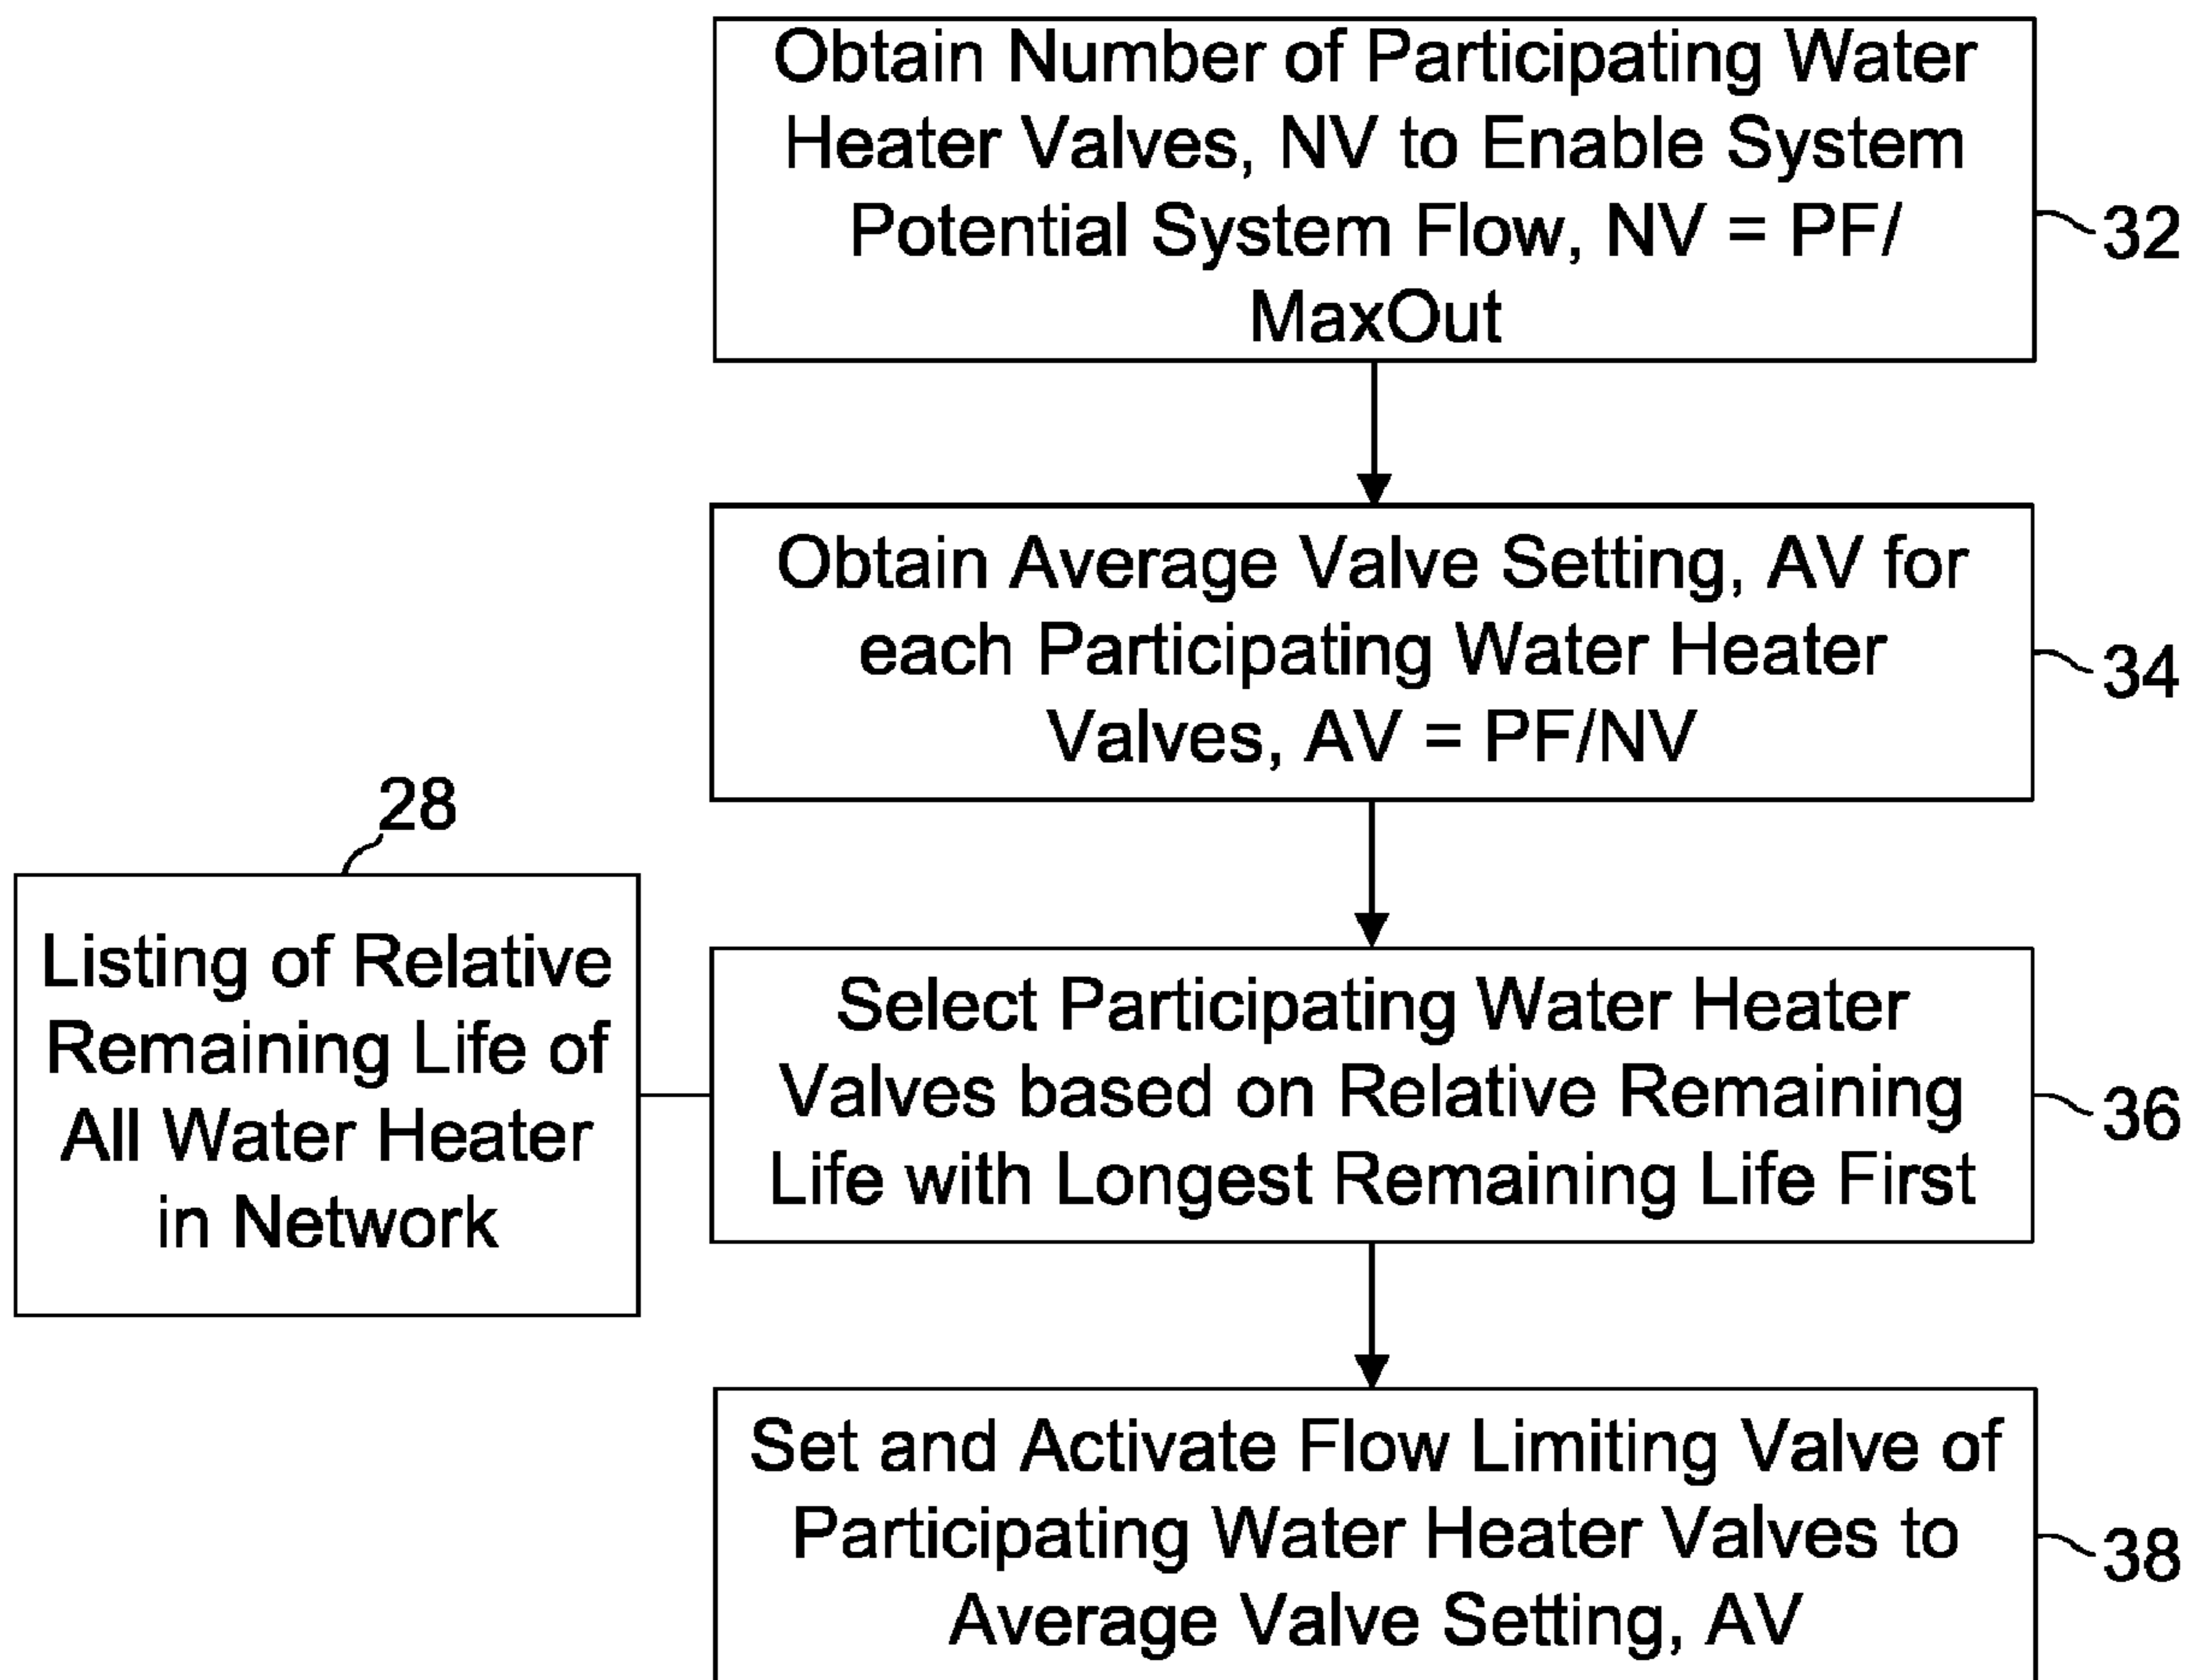 Obtain Number of Participating Water
Heater Valves, NV to Enable System
Potential System Flow, NV = PF/
MaxOut
32
Obtain Average Valve Setting, AV for
each Participating Water Heater
Valves, AV = PF/NV
34
28
Listing of Relative
Remaining Life of
All Water Heater
in Network
Select Participating Water Heater
Valves based on Relative Remaining
Life with Longest Remaining Life First
36
Set and Activate Flow Limiting Valve of
Participating Water Heater Valves to
Average Valve Setting, AV
38